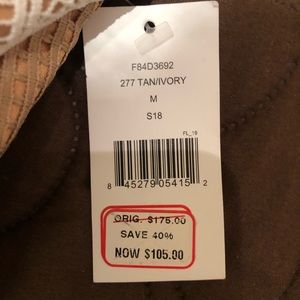 F84D3692
277 TAN/IVORY
M
S18
FL_19
8 45279 05415 2
ORIG. $175.00
SAVE 40%
NOW $105.00